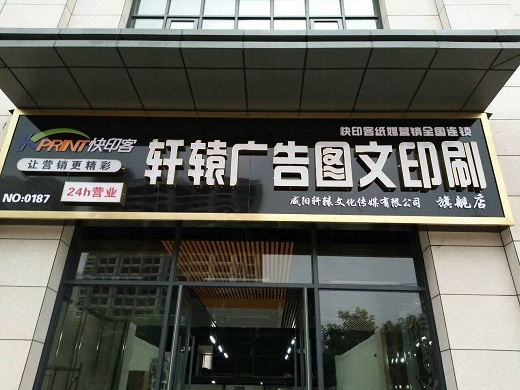 KPRINT快印客
让营销更精彩
NO:0187
24h营业
快印客纸媒营销全国连锁
轩辕广告图文印刷
咸阳轩辕文化传媒有限公司 旗舰店